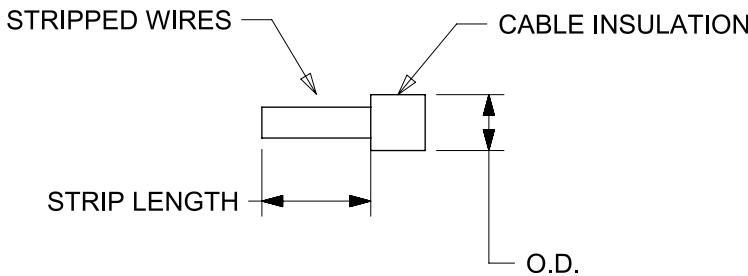 STRIPPED WIRES
CABLE INSULATION
STRIP LENGTH
O.D.